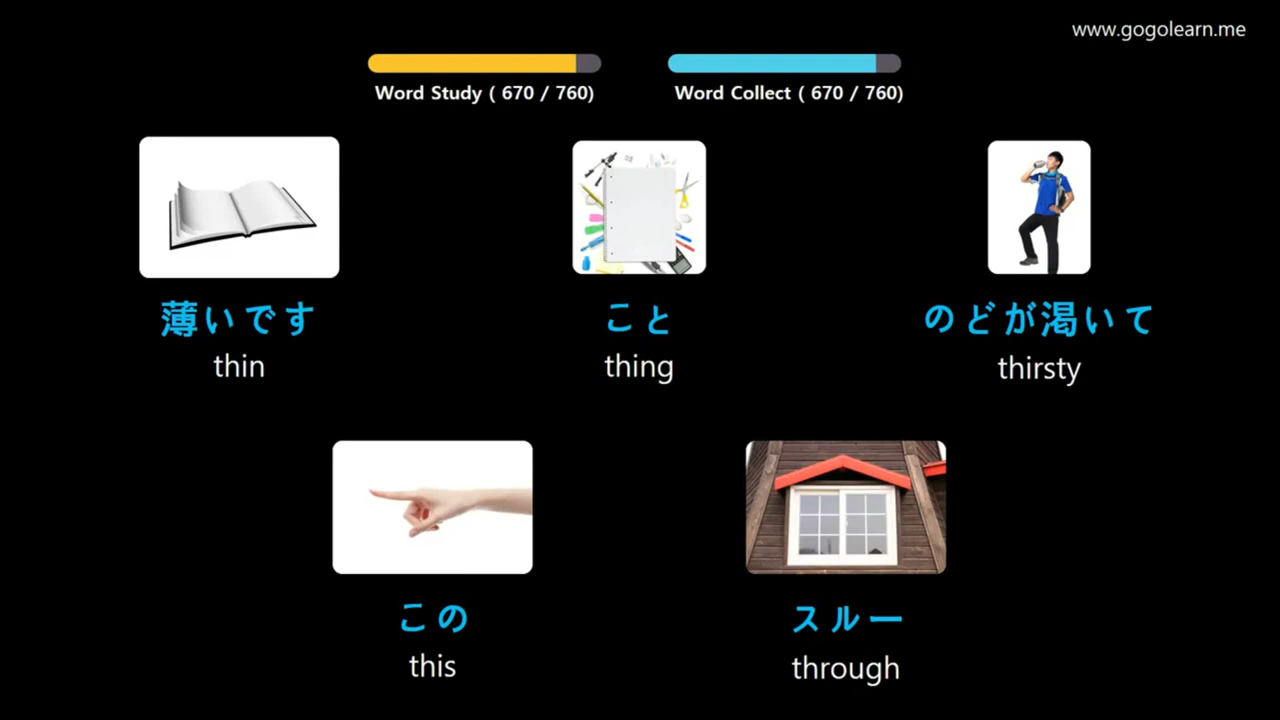 www.gogolearn.me
Word Study ( 670 / 760)
Word Collect ( 670 / 760)
薄いです
thin
こと
thing
のどが渇いて
thirsty
この
this
スルー
through